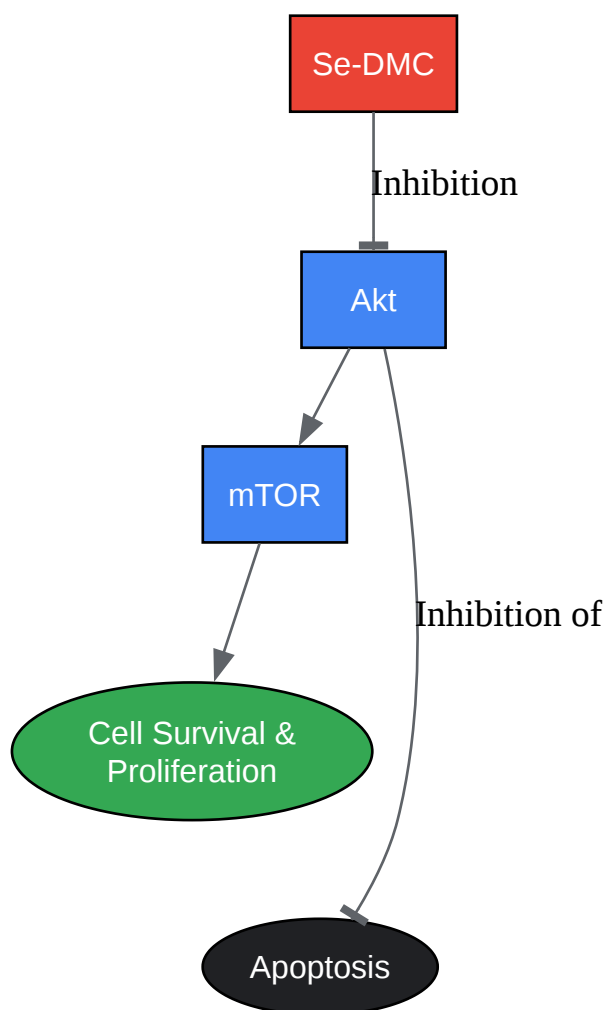 Se-DMC
Inhibition
Akt
mTOR
Inhibition of
Cell Survival &
Proliferation
Apoptosis